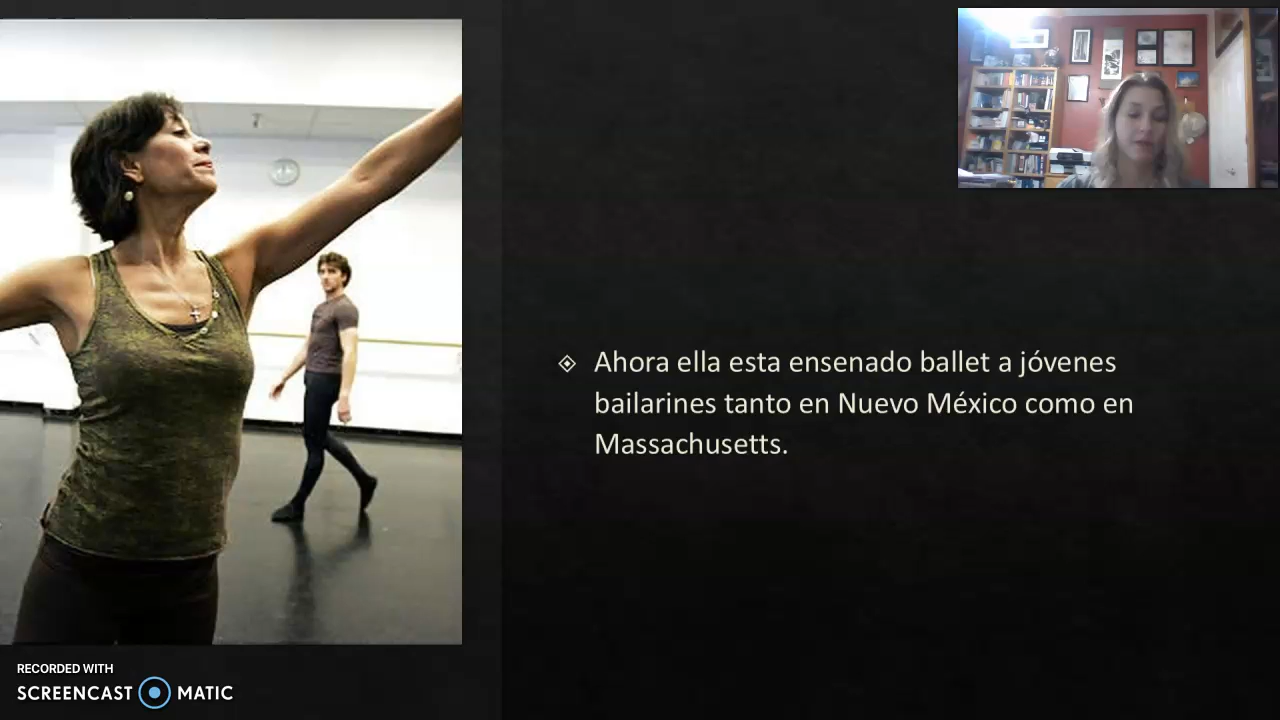 Ahora ella esta ensenado ballet a jóvenes
bailarines tanto en Nuevo México como en
Massachusetts.
RECORDED WITH
SCREENCAST MATIC